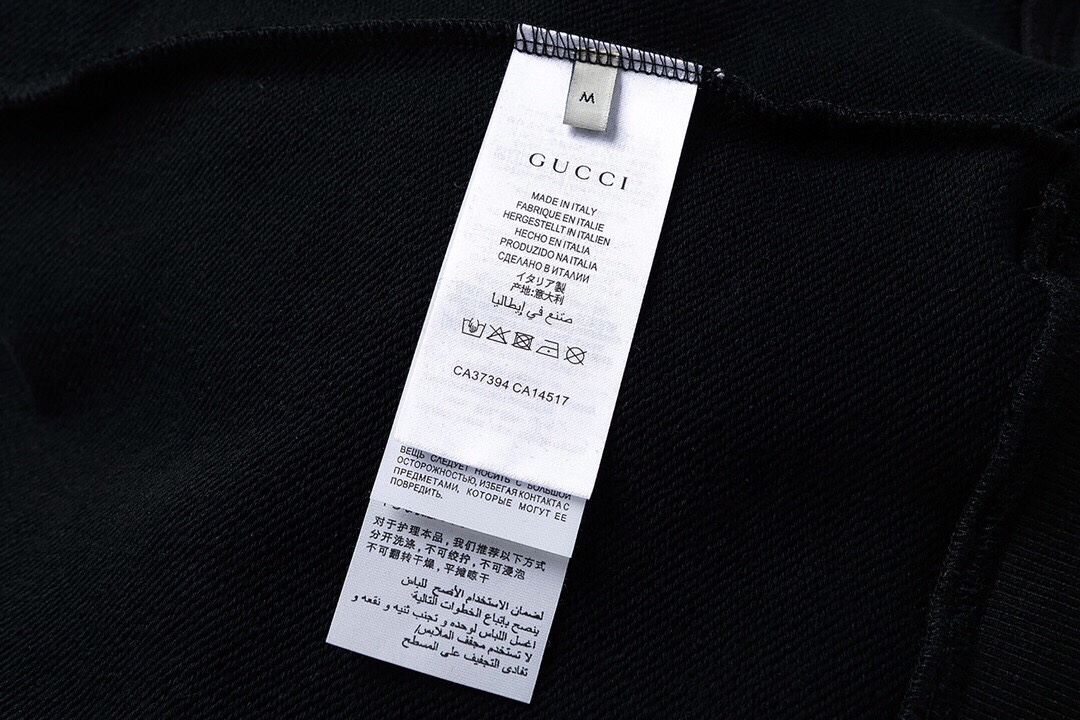 M
GUCCI
MADE IN ITALY
FABRIQUE EN ITALIE
HERGESTELLT IN ITALIEN
HECHO EN ITALIA
PRODUZIDO NA ITALIA
СДЕЛАНО В ИТАЛИИ
イタリア製
产地:意大利
صنع في إيطاليا
CA37394 CA14517
ВЕЩЬ СЛЕДУЕТ НОСИТЬ С БОЛЬШОЙ
ОСТОРОЖНОСТЬЮ, ИЗБЕГАЯ КОНТАКТА С
ПРЕДМЕТАМИ, КОТОРЫЕ МОГУТ ЕЕ
ПОВРЕДИТЬ.
对于护理本品，我们推荐以下方式
分开洗涤，不可绞拧，不可浸泡
不可翻转干燥，平摊晾干
لضمان الاستخدام الأصح للباس
ينصح بإتباع الخطوات التالية:
اغسل اللباس لوحده و تجنب ثنيه و نقعه و
لا تستخدم مجفف الملابس/
تفادى التجفيف على المسطح